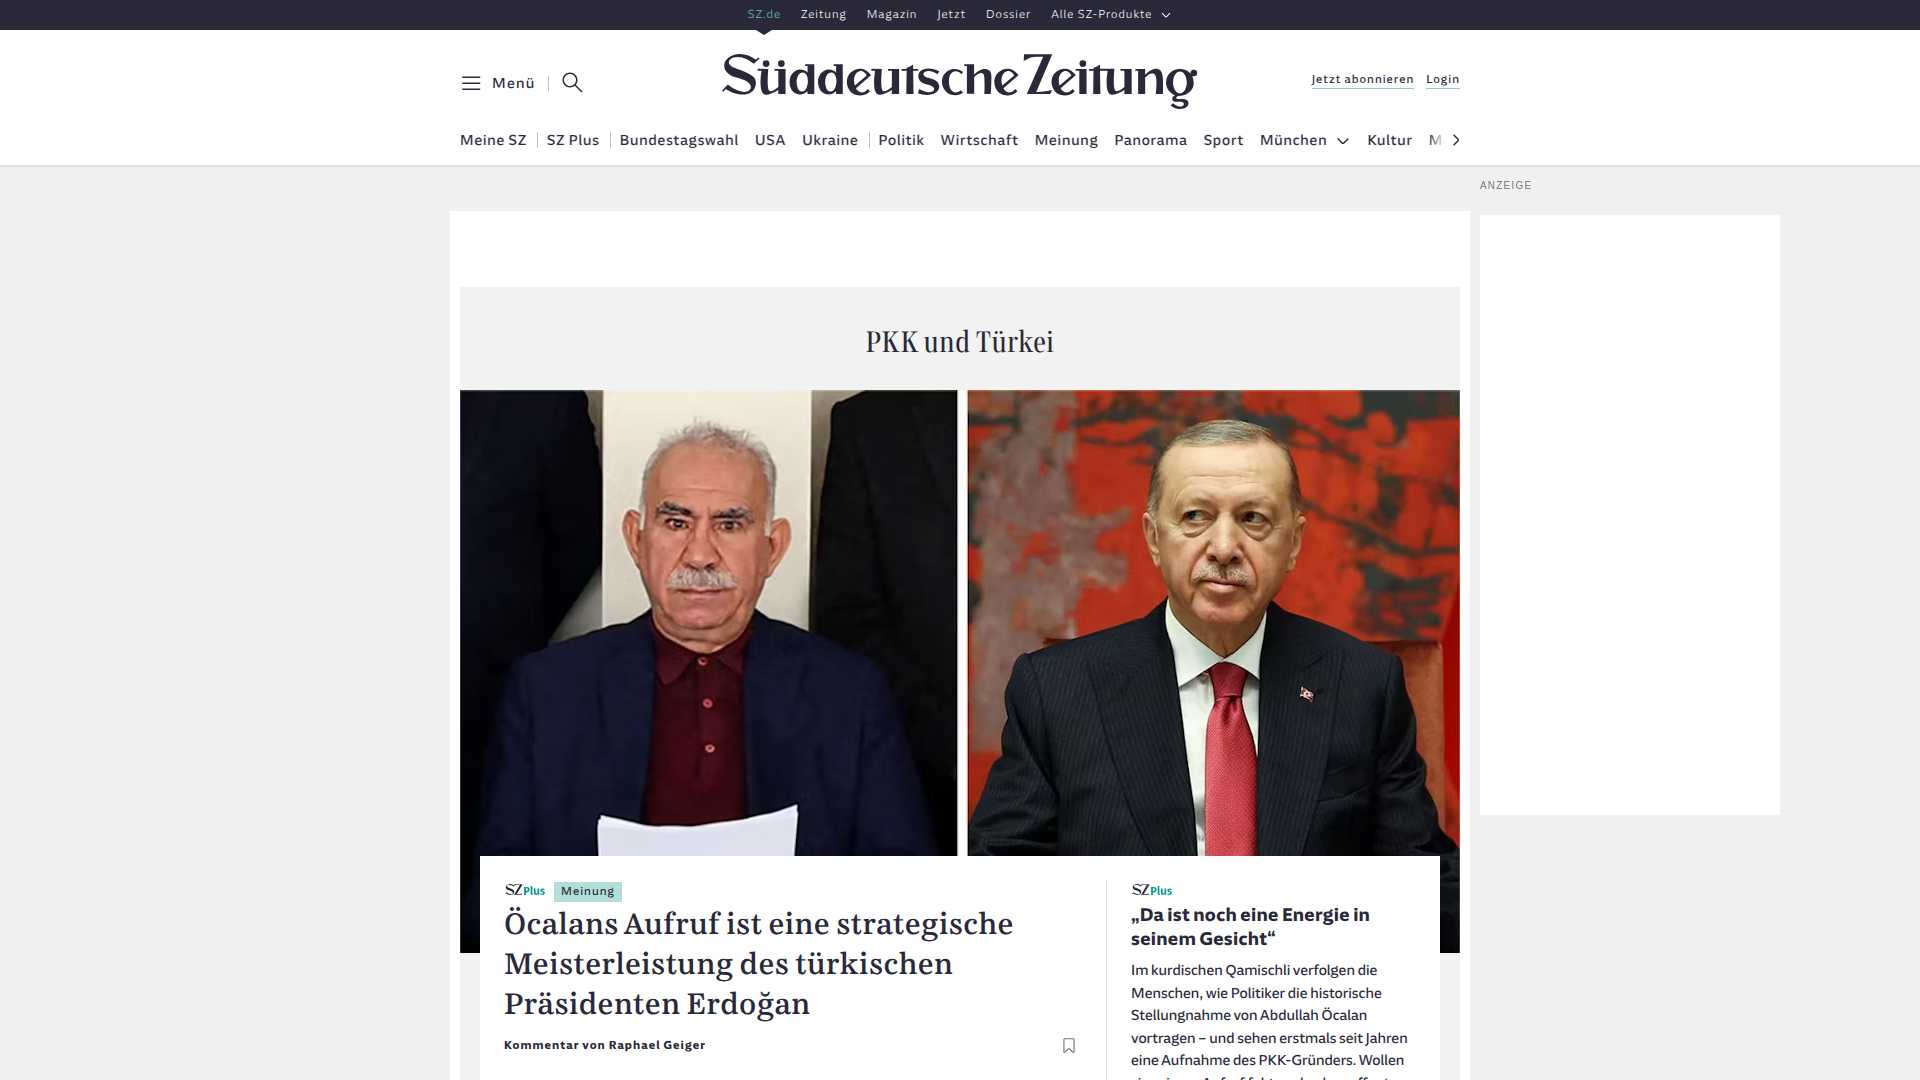 SZ.de Zeitung Magazin Jetzt Dossier Alle SZ-Produkte
Menü
Süddeutsche Zeitung
Jetzt abonnieren Login
Meine SZ SZ Plus Bundestagswahl USA Ukraine Politik Wirtschaft Meinung Panorama Sport München Kultur M
ANZEIGE
PKK und Türkei
SZ Plus Meinung
Öcalans Aufruf ist eine strategische
Meisterleistung des türkischen
Präsidenten Erdoğan
Kommentar von Raphael Geiger
SZ Plus
„Da ist noch eine Energie in
seinem Gesicht“
Im kurdischen Qamischli verfolgen die
Menschen, wie Politiker die historische
Stellungnahme von Abdullah Öcalan
vortragen – und sehen erstmals seit Jahren
eine Aufnahme des PKK-Gründers. Wollen